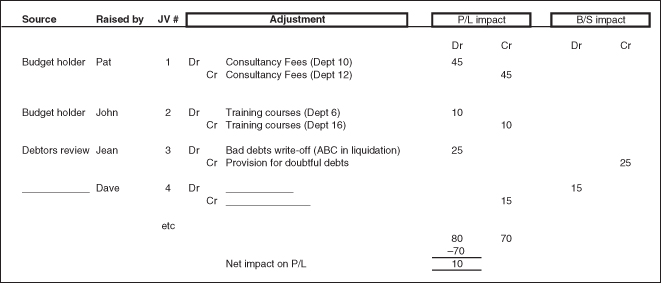 Source Raised by JV # Adjustment P/L impact B/S impact
Dr Cr Dr Cr
Budget holder Pat 1 Dr Consultancy Fees (Dept 10) 45
Cr Consultancy Fees (Dept 12) 45
Budget holder John 2 Dr Training courses (Dept 6) 10
Cr Training courses (Dept 16) 10
Debtors review Jean 3 Dr Bad debts write-off (ABC in liquidation) 25
Cr Provision for doubtful debts 25
____________ Dave 4 Dr ____________ 15
Cr _______________ 15
etc
80 70
–70
Net impact on P/L 10